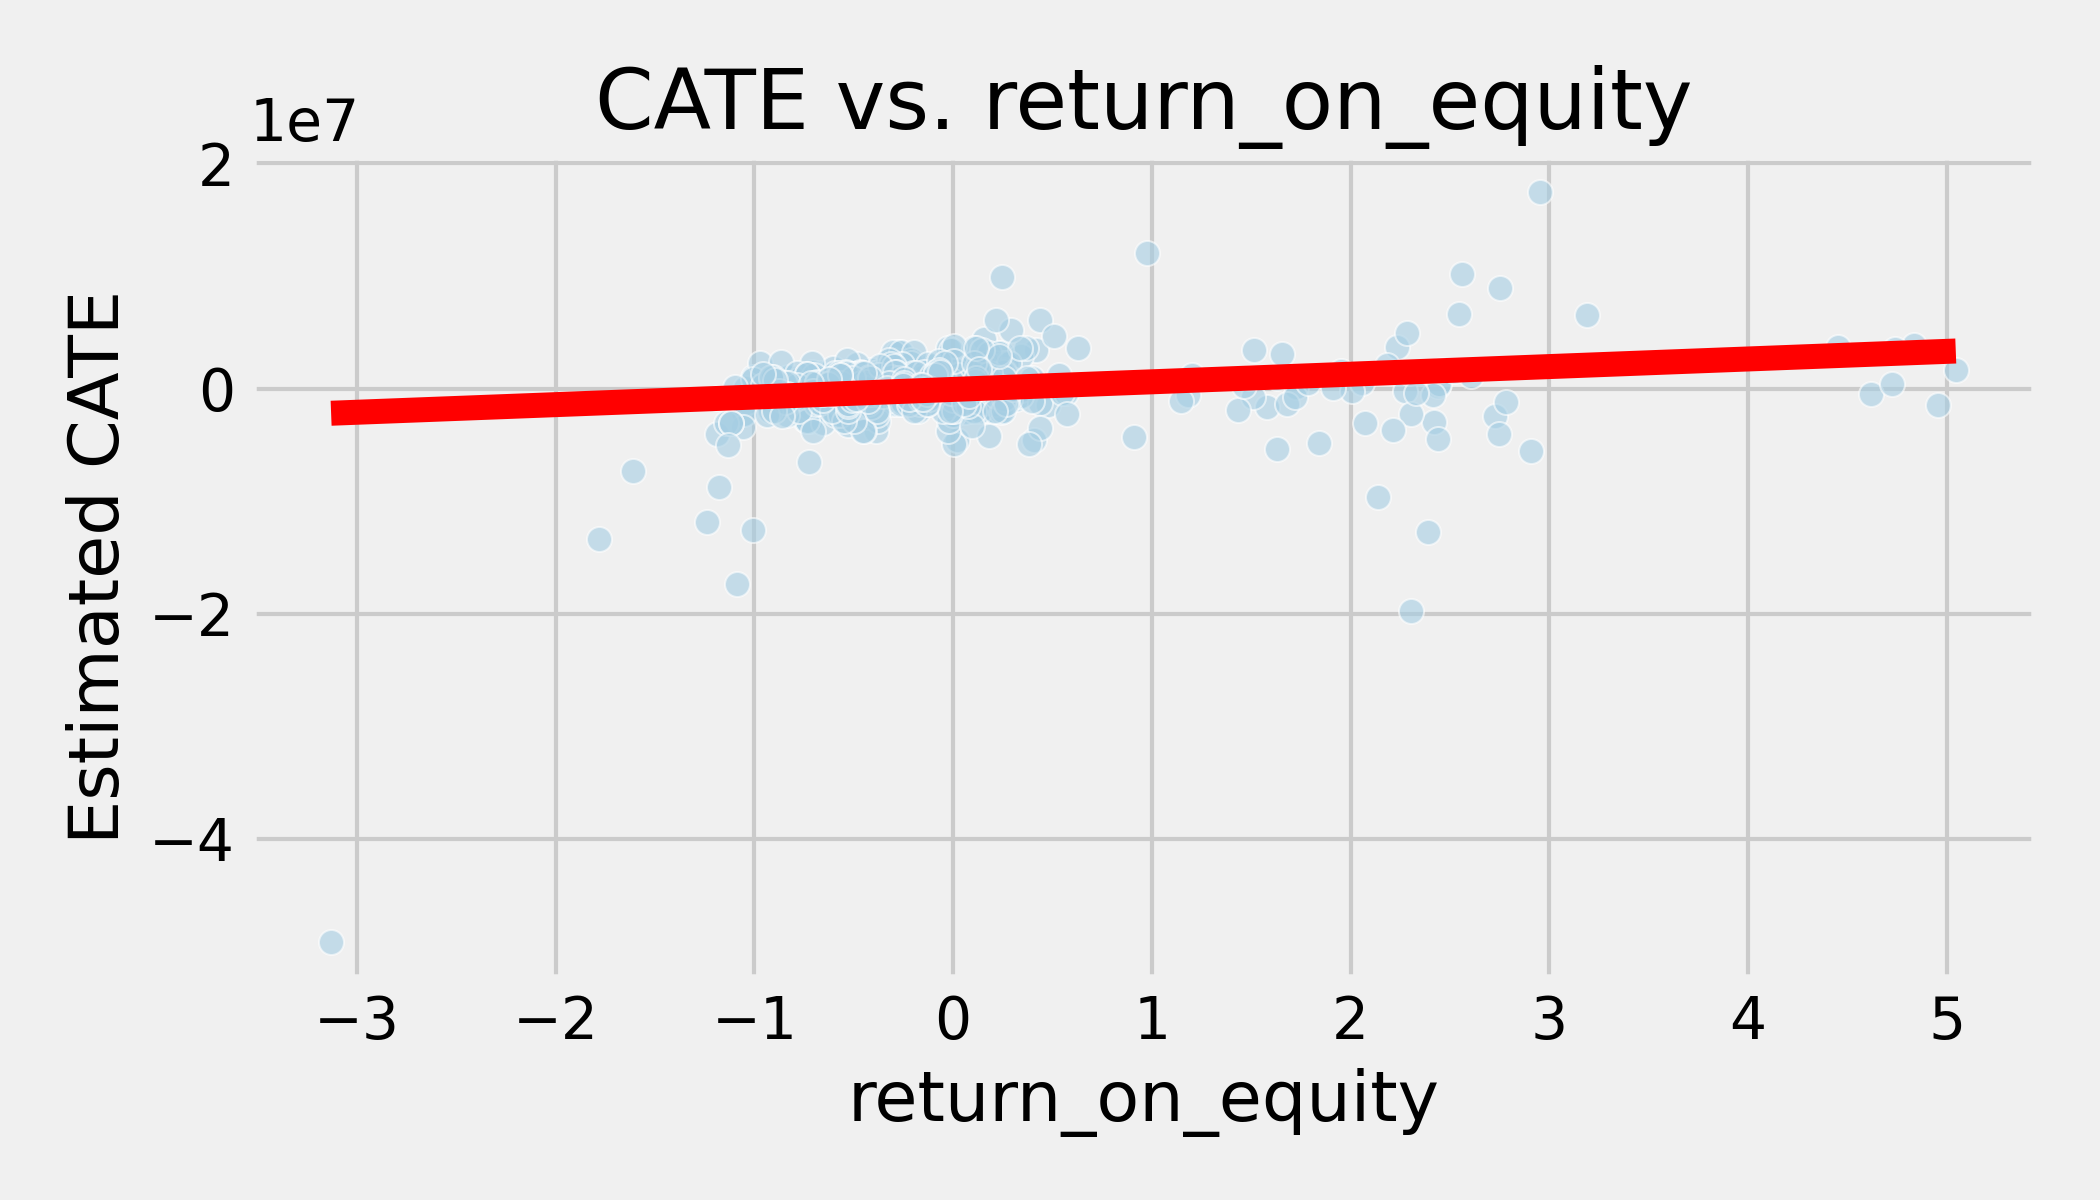 CATE vs. return_on_equity
1e7
2
0
−2
−4
Estimated CATE
−3 −2 −1 0 1 2 3 4 5
return_on_equity